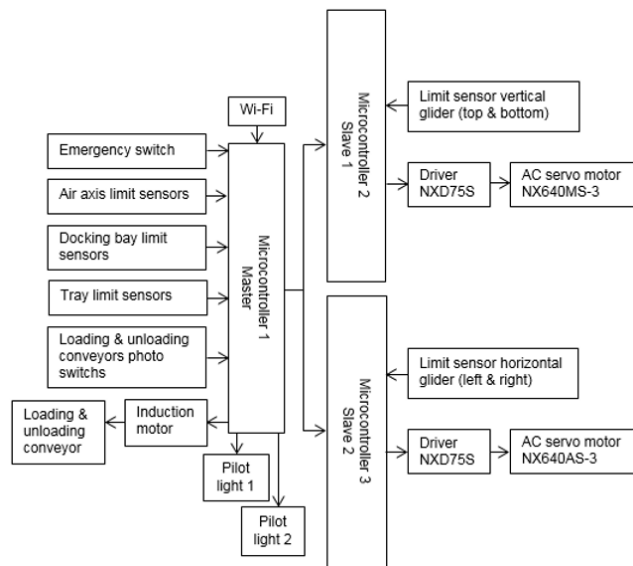 Wi-Fi
Emergency switch
Air axis limit sensors
Docking bay limit
sensors
Tray limit sensors
Loading & unloading
conveyors photo
switchs
Loading &
unloading
conveyor
Induction
motor
Microcontroller 1
Master
Pilot
light 1
Pilot
light 2
Microcontroller 2
Slave 1
Limit sensor vertical
glider (top & bottom)
Driver
NXD75S
AC servo motor
NX640MS-3
Microcontroller 3
Slave 2
Limit sensor horizontal
glider (left & right)
Driver
NXD75S
AC servo motor
NX640AS-3